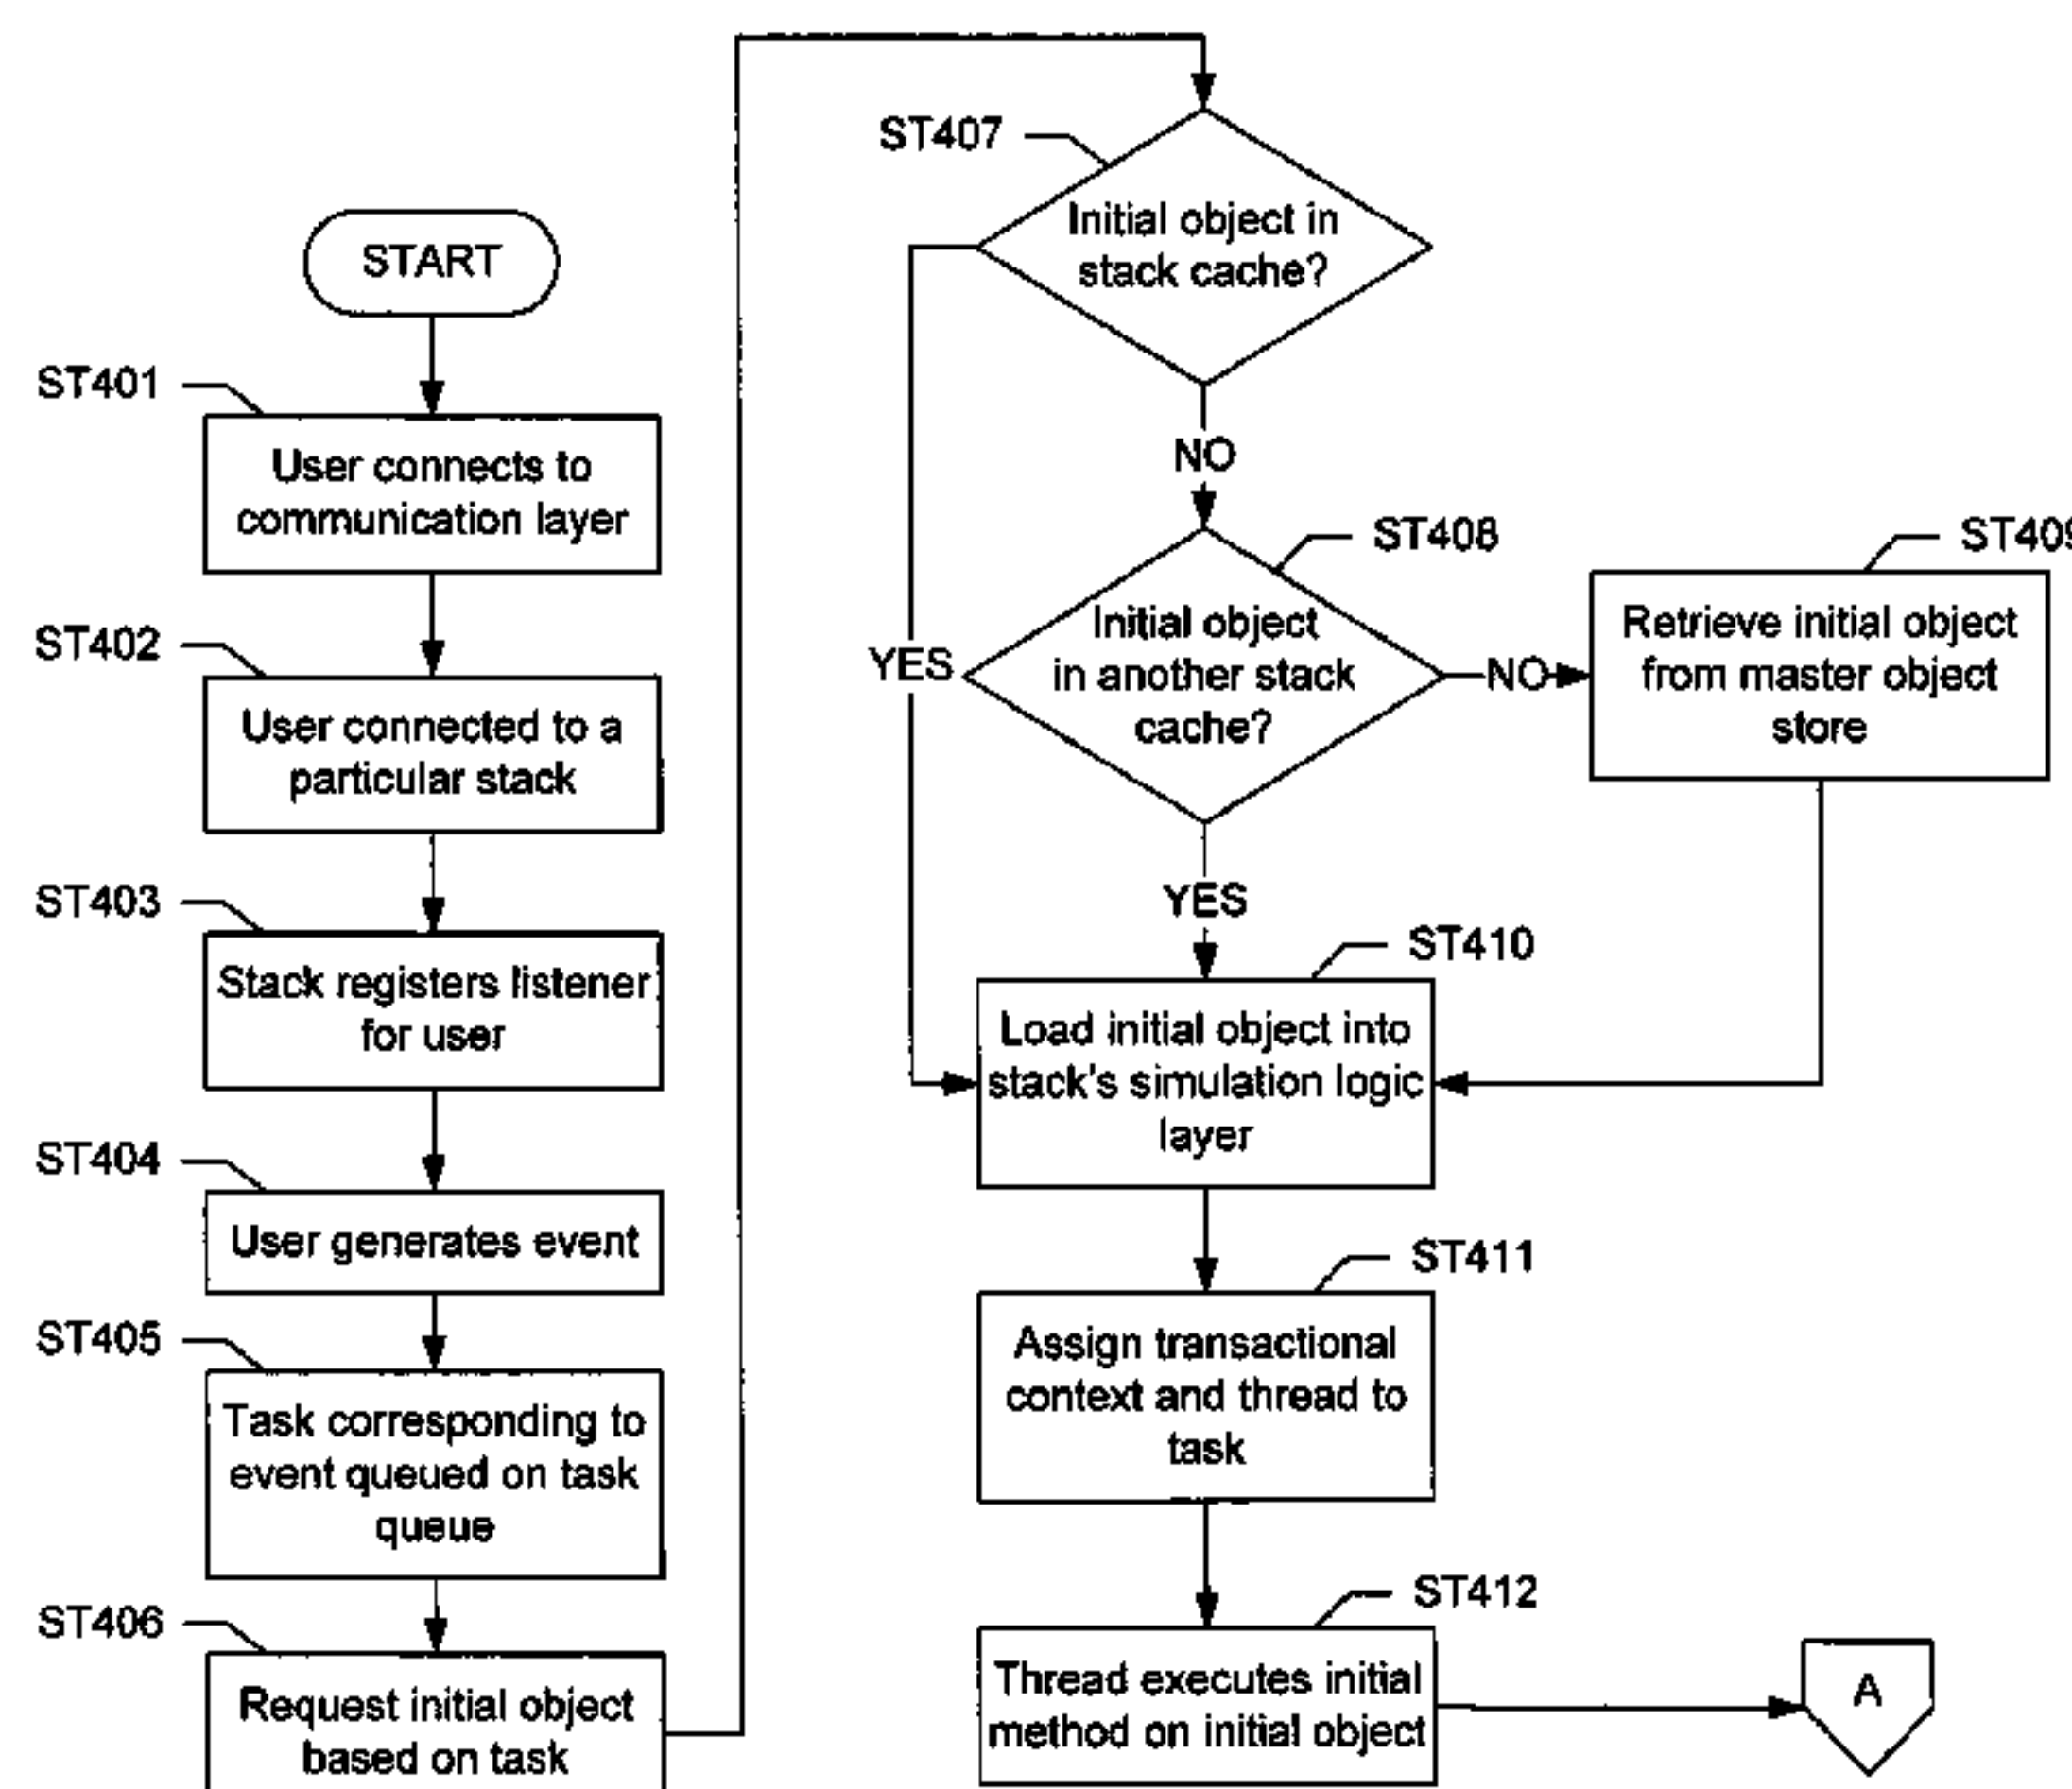 START
ST401
User connects to
communication layer
ST402
User connected to a
particular stack
ST403
Stack registers listener
for user
ST404
User generates event
ST405
Task corresponding to
event queued on task
queue
ST406
Request initial object
based on task
ST407
Initial object in
stack cache?
YES
NO
ST408
Initial object
in another stack
cache?
NO
ST409
Retrieve initial object
from master object
store
YES
ST410
Load initial object into
stack's simulation logic
layer
ST411
Assign transactional
context and thread to
task
ST412
Thread executes initial
method on initial object
A